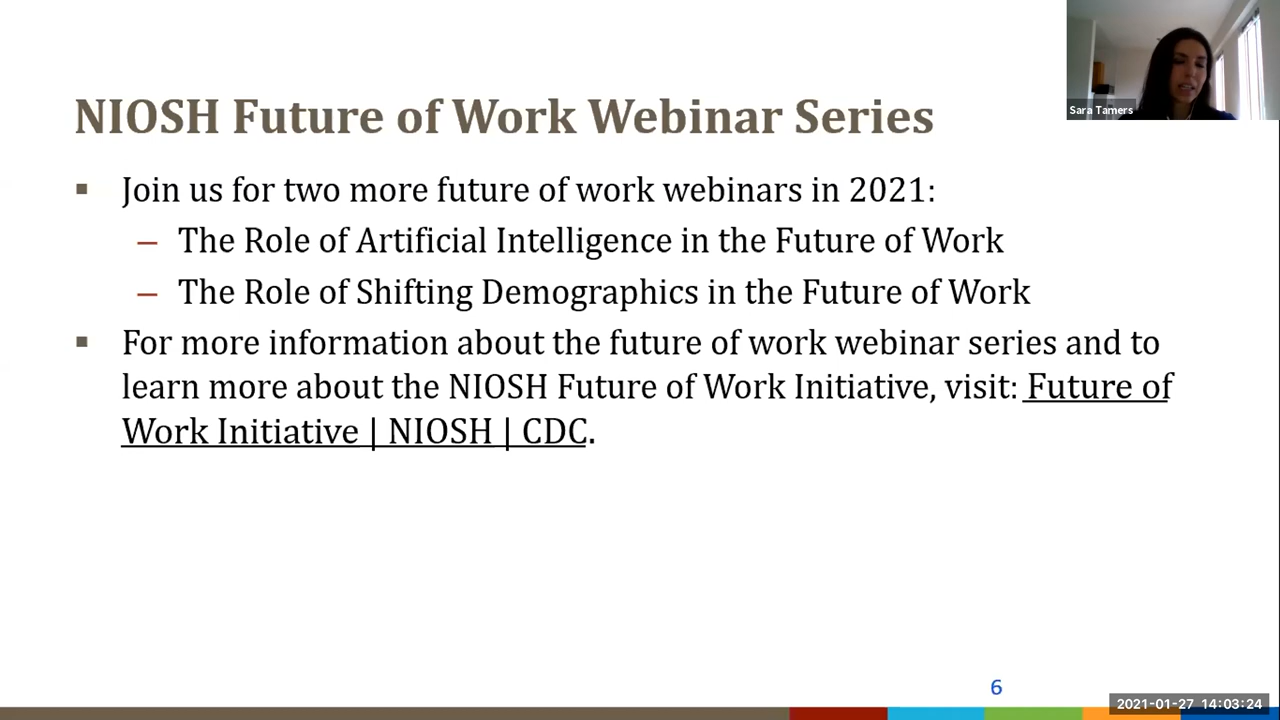 Sara Tamers
NIOSH Future of Work Webinar Series
▪ Join us for two more future of work webinars in 2021:
– The Role of Artificial Intelligence in the Future of Work
– The Role of Shifting Demographics in the Future of Work
▪ For more information about the future of work webinar series and to
learn more about the NIOSH Future of Work Initiative, visit: Future of
Work Initiative | NIOSH | CDC.
6
2021-01-27 14:03:24